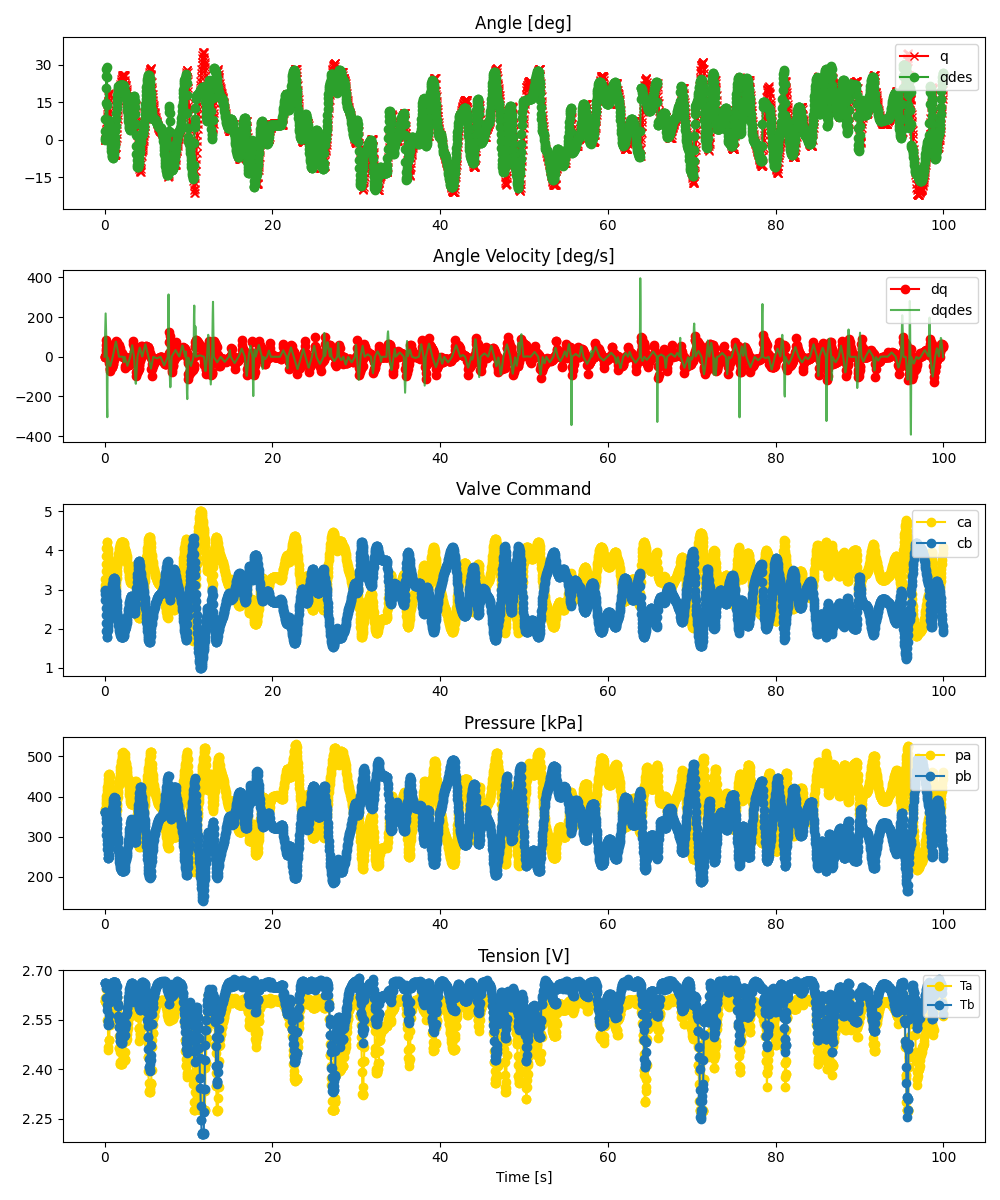 Angle [deg]
30
15
0
−15
q
qdes
0 20 40 60 80 100
Angle Velocity [deg/s]
400
200
0
−200
−400
dq
dqdes
0 20 40 60 80 100
Valve Command
5
4
3
2
1
ca
cb
0 20 40 60 80 100
Pressure [kPa]
500
400
300
200
pa
pb
0 20 40 60 80 100
Tension [V]
2.70
2.55
2.40
2.25
Ta
Tb
0 20 40 60 80 100
Time [s]